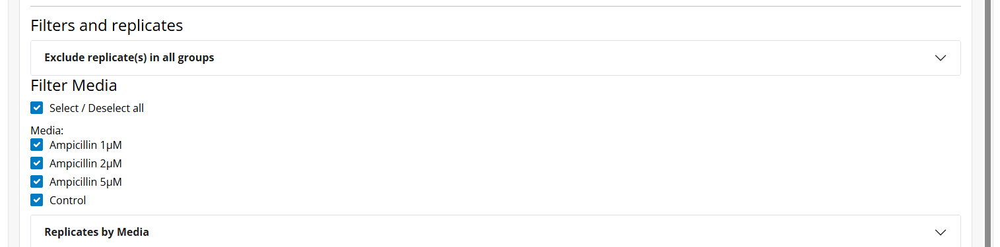 Filters and replicates
Exclude replicate(s) in all groups
Filter Media
Select / Deselect all
Media:
Ampicillin 1μM
Ampicillin 2μM
Ampicillin 5μM
Control
Replicates by Media